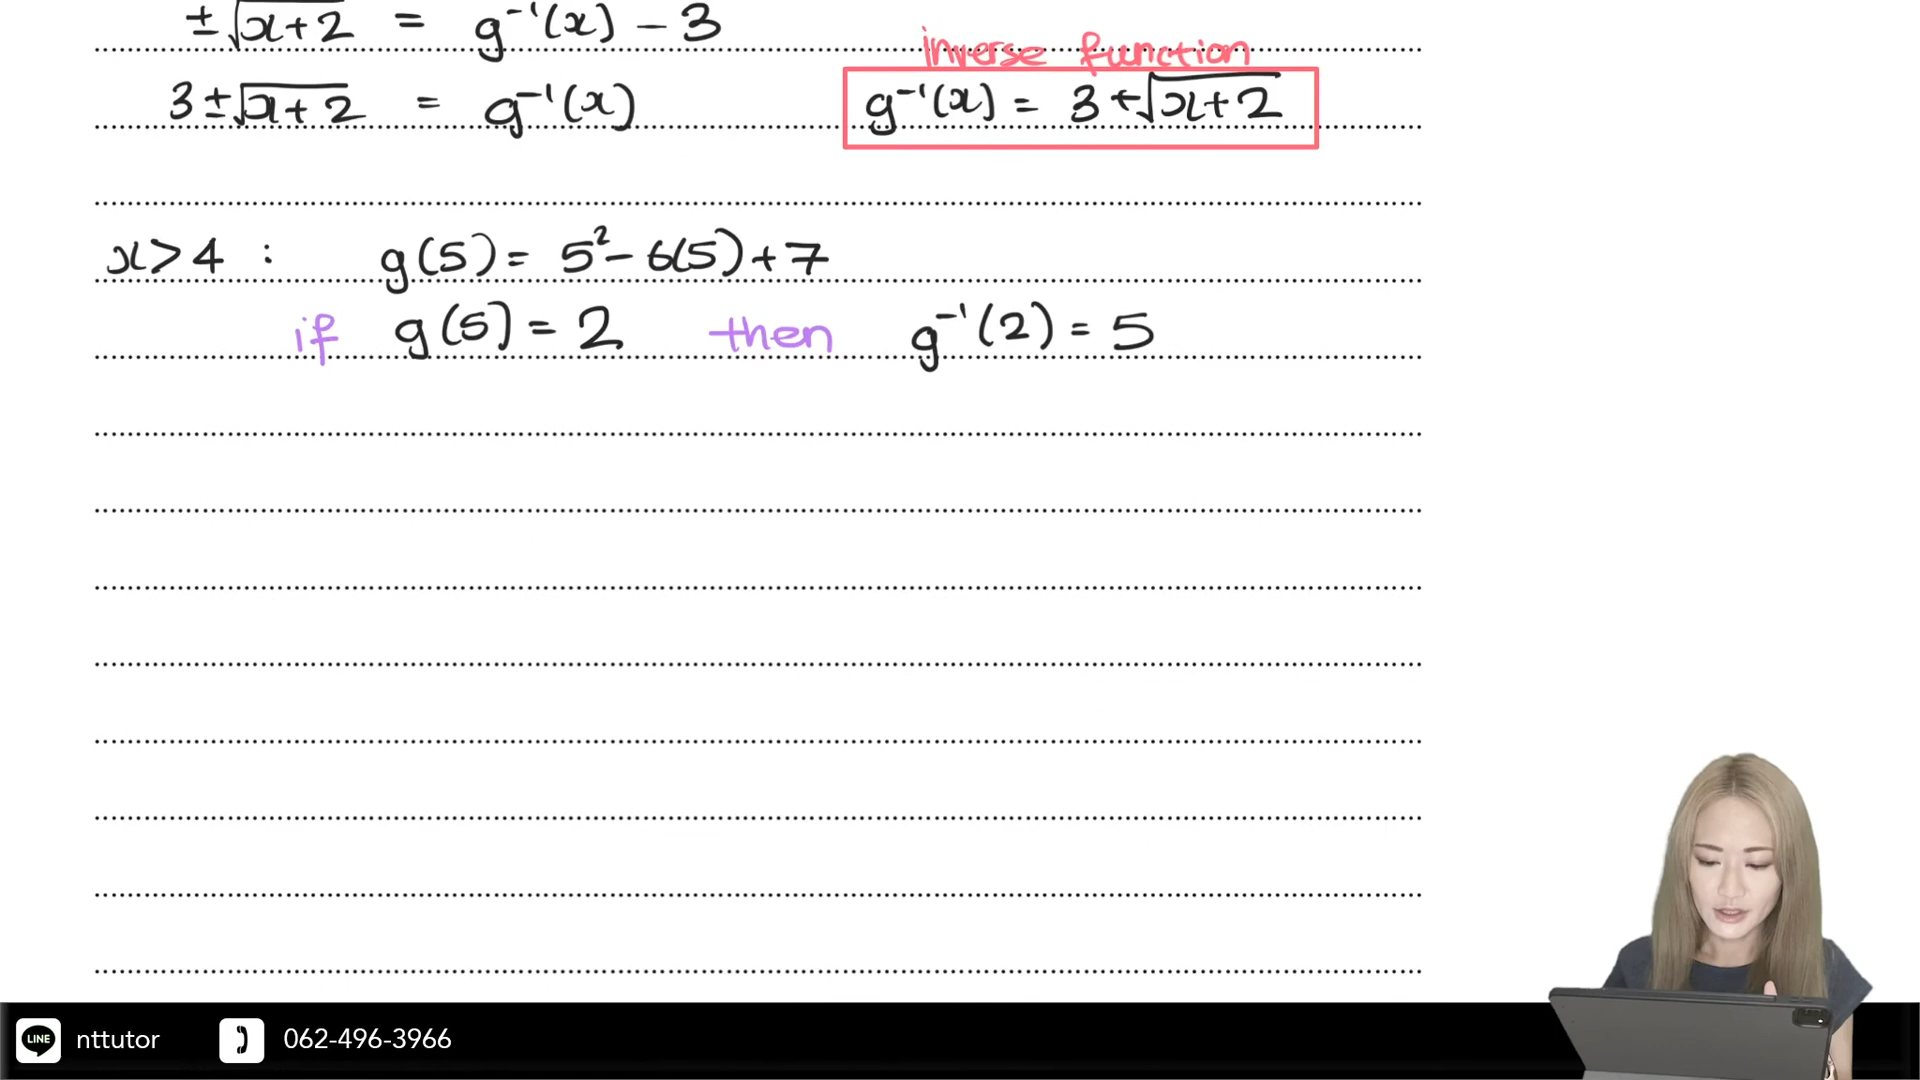 ±√x+2 = g⁻¹(x) − 3
inverse function
3±√x+2 = g⁻¹(x)
g⁻¹(x) = 3+√x+2
x>4 : g(5) = 5² − 6(5)+7
if g(5) = 2 then g⁻¹(2) = 5
LINE nttutor 062-496-3966